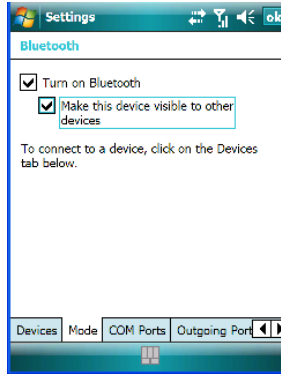 Settings
ok
Bluetooth
Turn on Bluetooth
Make this device visible to other
devices
To connect to a device, click on the Devices
tab below.
Devices Mode COM Ports Outgoing Port